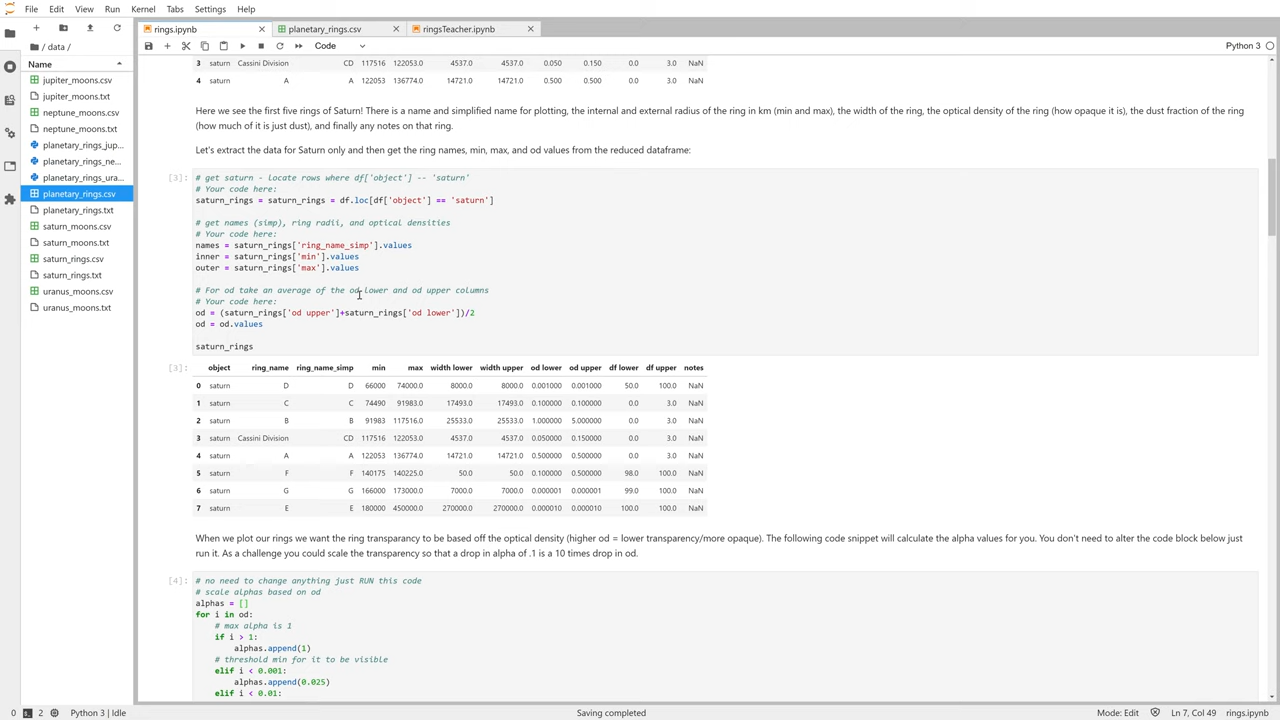 File Edit View Run Kernel Tabs Settings Help
rings.ipynb planetary_rings.csv ringsTeacher.ipynb
Code Python 3
/ data /
Name
jupiter_moons.csv
jupiter_moons.txt
neptune_moons.csv
neptune_moons.txt
planetary_rings_jup...
planetary_rings_ne...
planetary_rings_ura...
planetary_rings.csv
planetary_rings.txt
saturn_moons.csv
saturn_moons.txt
saturn_rings.csv
saturn_rings.txt
uranus_moons.csv
uranus_moons.txt
3 saturn Cassini Division CD 117516 122053.0 4537.0 4537.0 0.050 0.150 0.0 3.0 NaN
4 saturn A A 122053 136774.0 14721.0 14721.0 0.500 0.500 0.0 3.0 NaN
Here we see the first five rings of Saturn! There is a name and simplified name for plotting, the internal and external radius of the ring in km (min and max), the width of the ring, the optical density of the ring (how opaque it is), the dust fraction of the ring
(how much of it is just dust), and finally any notes on that ring.
Let's extract the data for Saturn only and then get the ring names, min, max, and od values from the reduced dataframe:
[3]: # get saturn - locate rows where df['object'] -- 'saturn'
# Your code here:
saturn_rings = saturn_rings = df.loc[df['object'] == 'saturn']
# get names (simp), ring radii, and optical densities
# Your code here:
names = saturn_rings['ring_name_simp'].values
inner = saturn_rings['min'].values
outer = saturn_rings['max'].values
# For od take an average of the od lower and od upper columns
# Your code here:
od = (saturn_rings['od upper']+saturn_rings['od lower'])/2
od = od.values
saturn_rings
[3]: object ring_name ring_name_simp min max width lower width upper od lower od upper df lower df upper notes
0 saturn D D 66000 74000.0 8000.0 8000.0 0.001000 0.001000 50.0 100.0 NaN
1 saturn C C 74490 91983.0 17493.0 17493.0 0.100000 0.100000 0.0 3.0 NaN
2 saturn B B 91983 117516.0 25533.0 25533.0 1.000000 5.000000 0.0 3.0 NaN
3 saturn Cassini Division CD 117516 122053.0 4537.0 4537.0 0.050000 0.150000 0.0 3.0 NaN
4 saturn A A 122053 136774.0 14721.0 14721.0 0.500000 0.500000 0.0 3.0 NaN
5 saturn F F 140175 140225.0 50.0 50.0 0.100000 0.500000 98.0 100.0 NaN
6 saturn G G 166000 173000.0 7000.0 7000.0 0.000001 0.000001 99.0 100.0 NaN
7 saturn E E 180000 450000.0 270000.0 270000.0 0.000010 0.000010 100.0 100.0 NaN
When we plot our rings we want the ring transparancy to be based off the optical density (higher od = lower transparency/more opaque). The following code snippet will calculate the alpha values for you. You don't need to alter the code block below just
run it. As a challenge you could scale the transparency so that a drop in alpha of .1 is a 10 times drop in od.
[4]: # no need to change anything just RUN this code
# scale alphas based on od
alphas = []
for i in od:
# max alpha is 1
if i > 1:
alphas.append(1)
# threshold min for it to be visible
elif i < 0.001:
alphas.append(0.025)
elif i < 0.01:
0 2 Python 3 | Idle Saving completed Mode: Edit Ln 7, Col 49 rings.ipynb